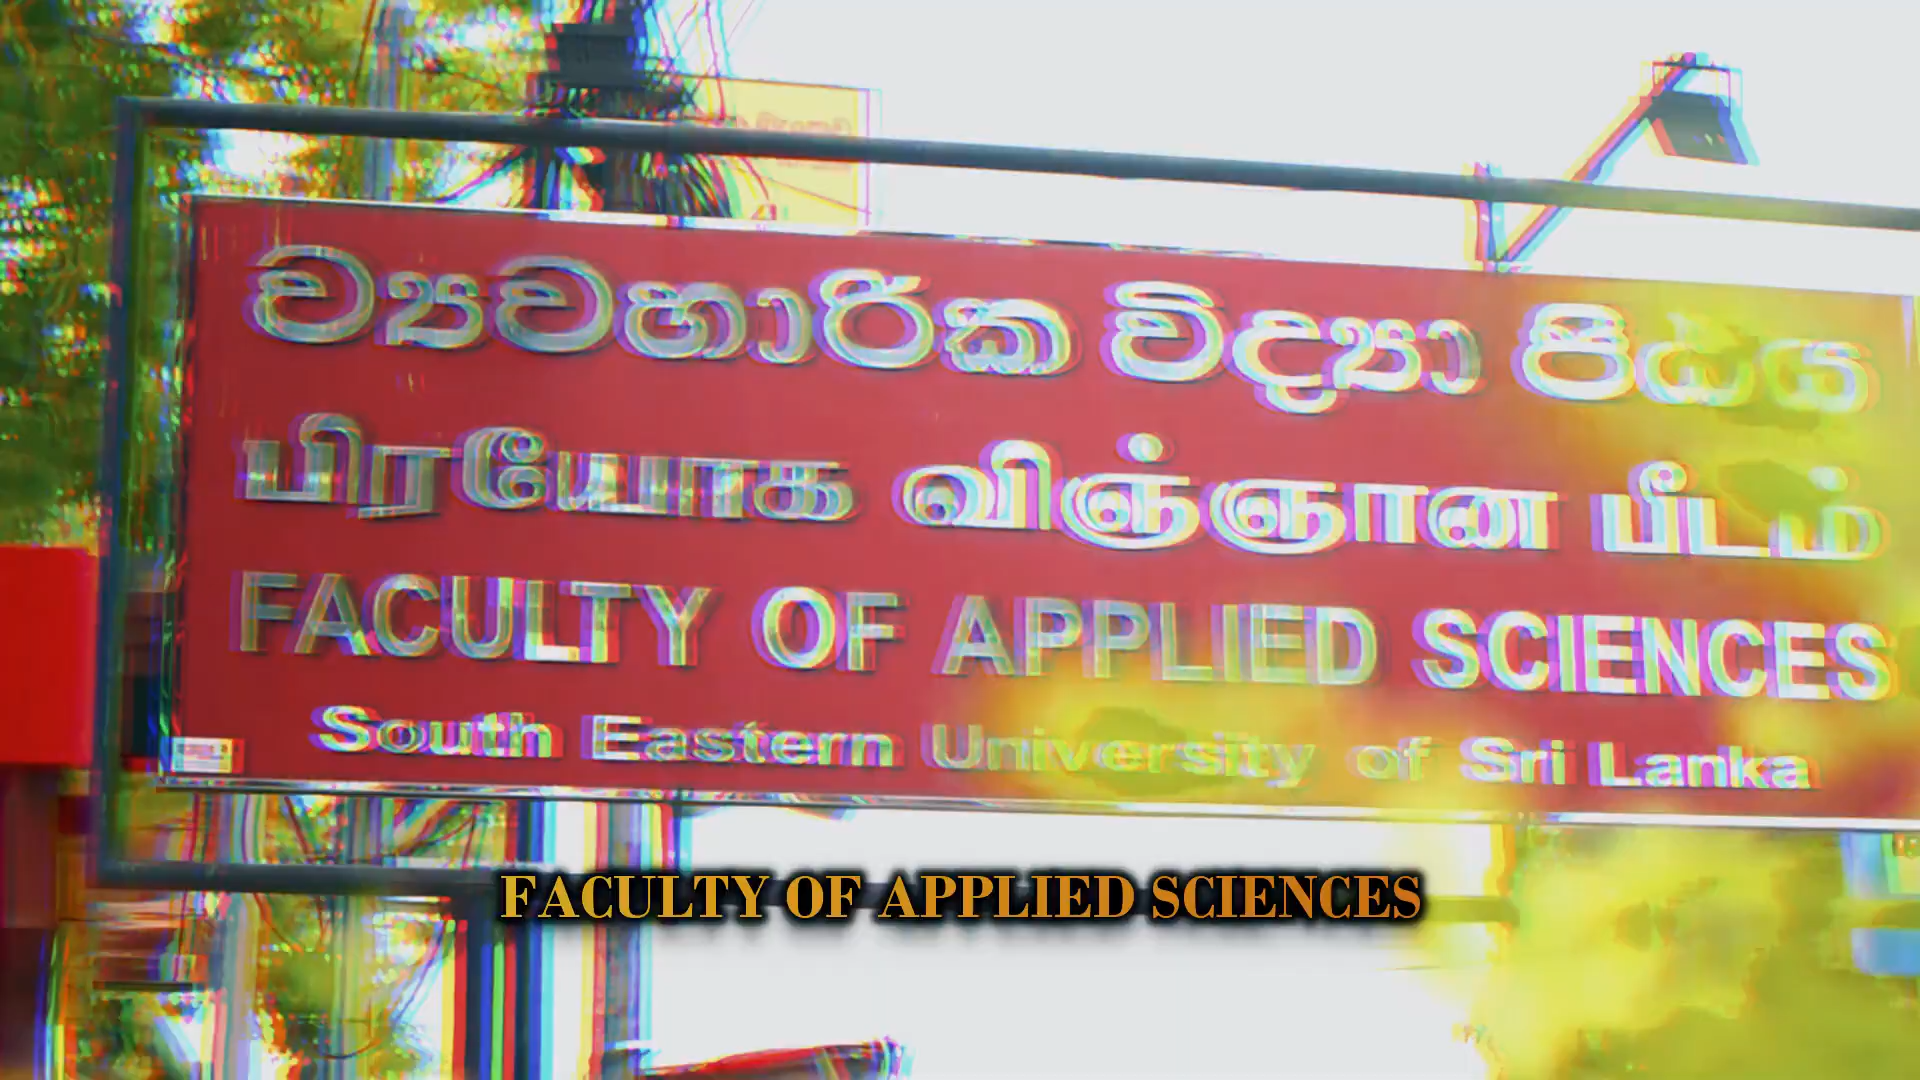 ව්‍යවහාරික විද්‍යා පීඨය
பிரயோக விஞ்ஞான பீடம்
FACULTY OF APPLIED SCIENCES
South Eastern University of Sri Lanka
FACULTY OF APPLIED SCIENCES